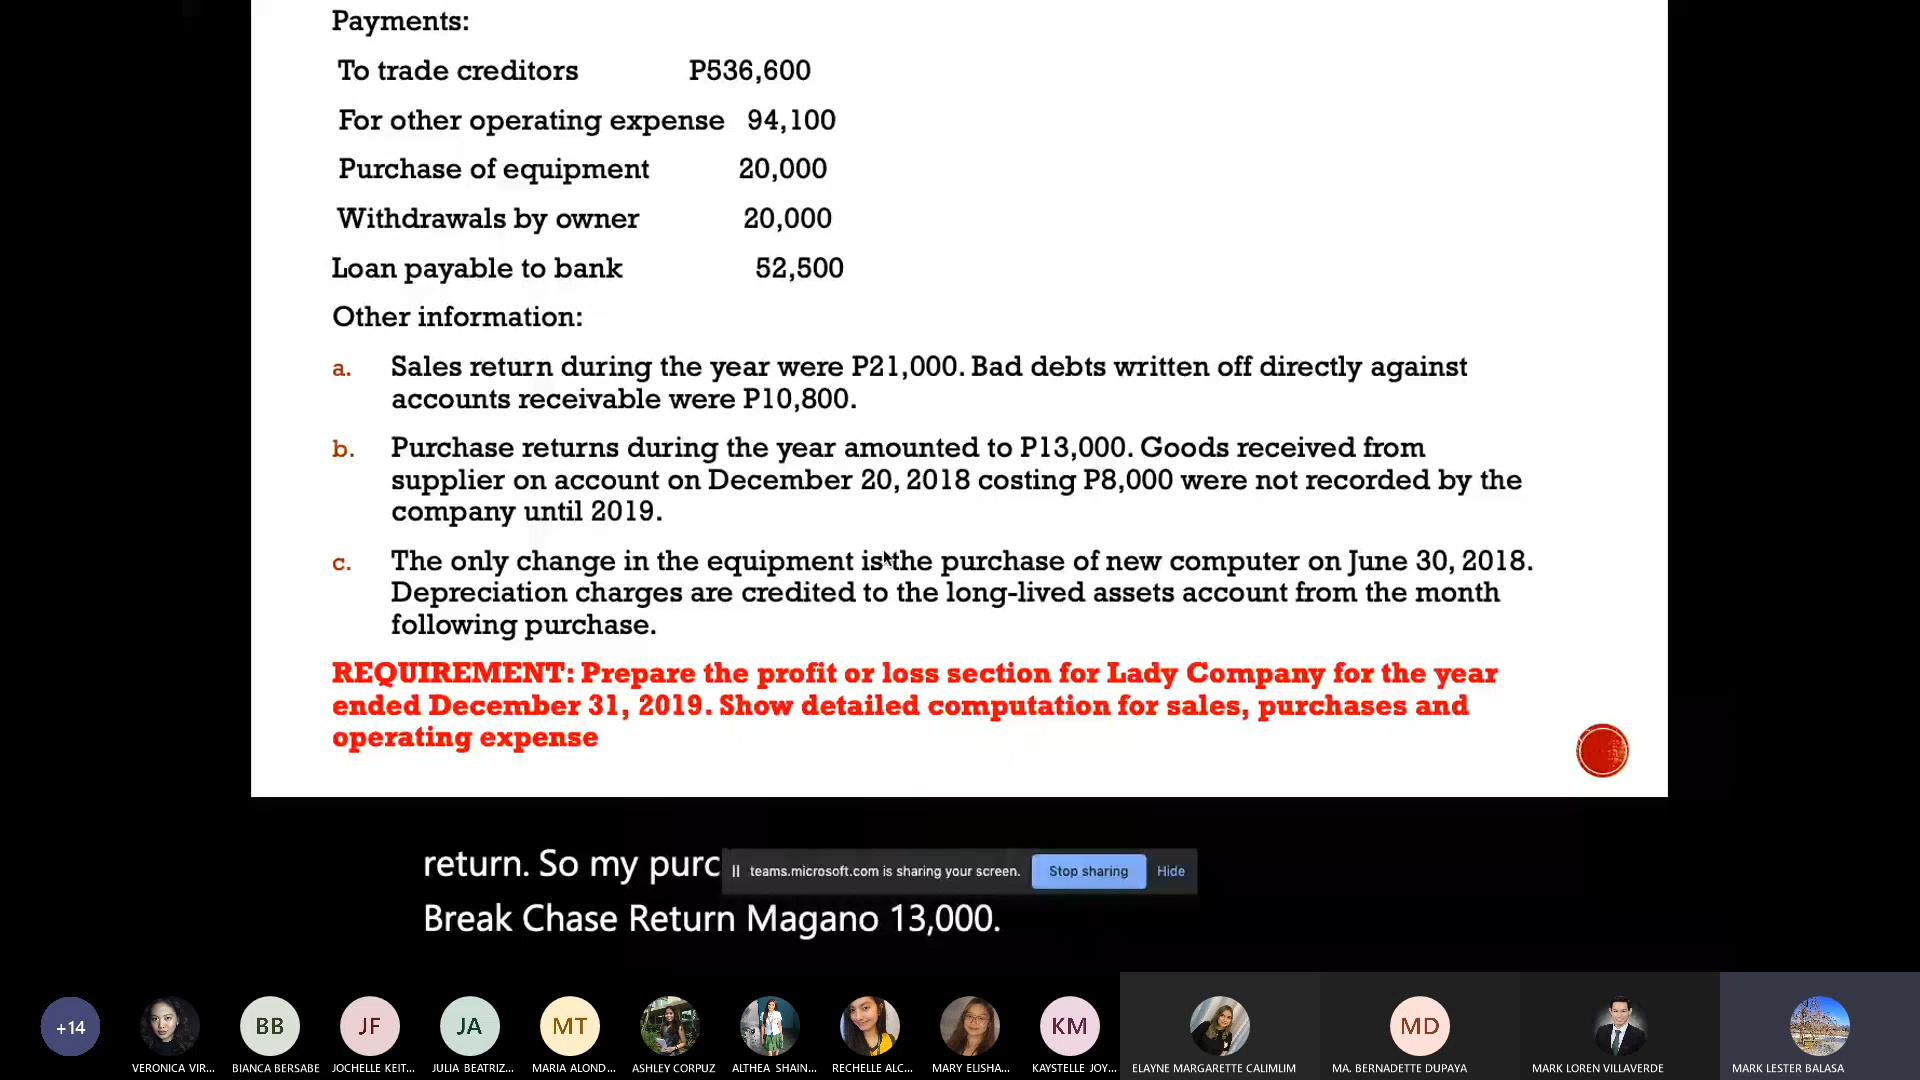 Payments:
To trade creditors P536,600
For other operating expense 94,100
Purchase of equipment 20,000
Withdrawals by owner 20,000
Loan payable to bank 52,500
Other information:
a. Sales return during the year were P21,000. Bad debts written off directly against
accounts receivable were P10,800.
b. Purchase returns during the year amounted to P13,000. Goods received from
supplier on account on December 20, 2018 costing P8,000 were not recorded by the
company until 2019.
c. The only change in the equipment is the purchase of new computer on June 30, 2018.
Depreciation charges are credited to the long-lived assets account from the month
following purchase.
REQUIREMENT: Prepare the profit or loss section for Lady Company for the year
ended December 31, 2019. Show detailed computation for sales, purchases and
operating expense
return. So my purc
teams.microsoft.com is sharing your screen. Stop sharing Hide
Break Chase Return Magano 13,000.
+14 BB JF JA MT KM MD
VERONICA VIR... BIANCA BERSABE JOCHELLE KEIT... JULIA BEATRIZ... MARIA ALOND... ASHLEY CORPUZ ALTHEA SHAIN... RECHELLE ALC... MARY ELISHA... KAYSTELLE JOY... ELAYNE MARGARETTE CALIMLIM MA. BERNADETTE DUPAYA MARK LOREN VILLAVERDE MARK LESTER BALASA